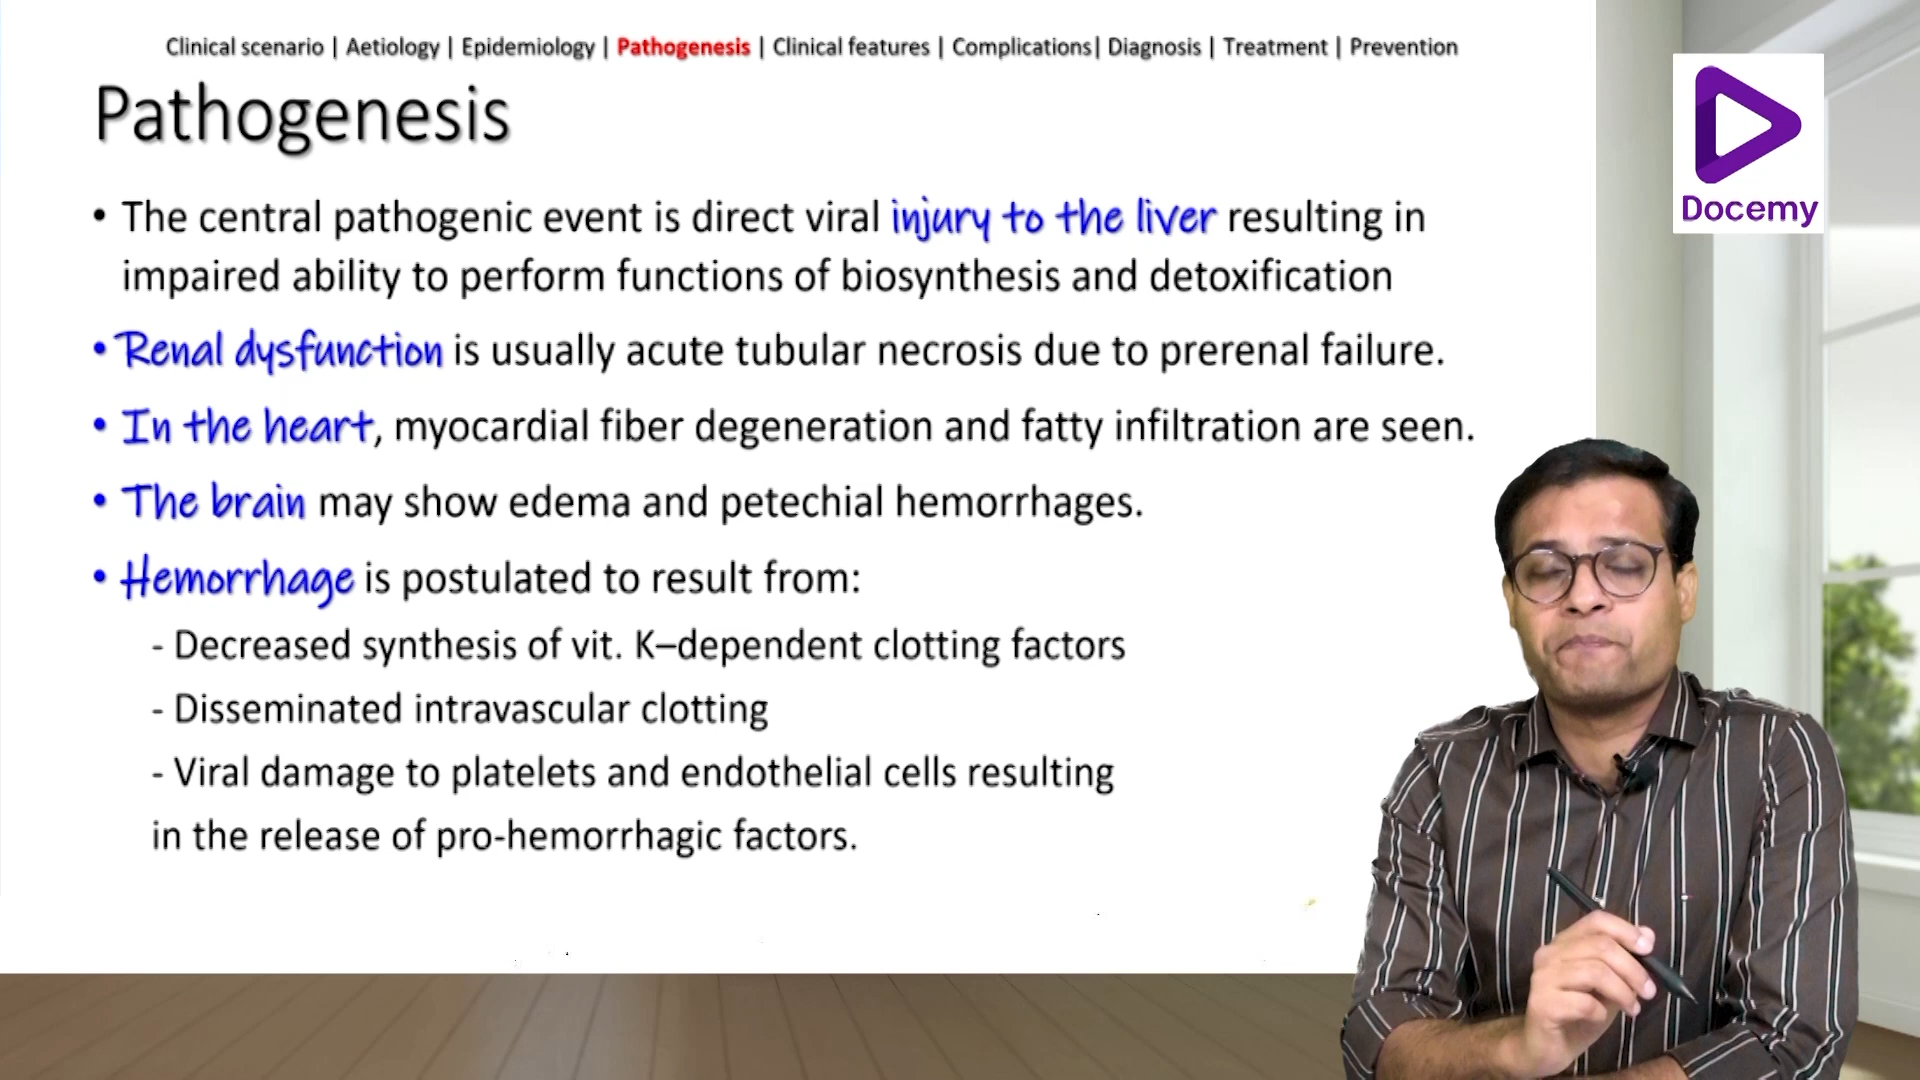 Clinical scenario | Aetiology | Epidemiology | Pathogenesis | Clinical features | Complications| Diagnosis | Treatment | Prevention
Pathogenesis
• The central pathogenic event is direct viral injury to the liver resulting in
impaired ability to perform functions of biosynthesis and detoxification
• Renal dysfunction is usually acute tubular necrosis due to prerenal failure.
• In the heart, myocardial fiber degeneration and fatty infiltration are seen.
• The brain may show edema and petechial hemorrhages.
• Hemorrhage is postulated to result from:
- Decreased synthesis of vit. K–dependent clotting factors
- Disseminated intravascular clotting
- Viral damage to platelets and endothelial cells resulting
in the release of pro-hemorrhagic factors.
Docemy